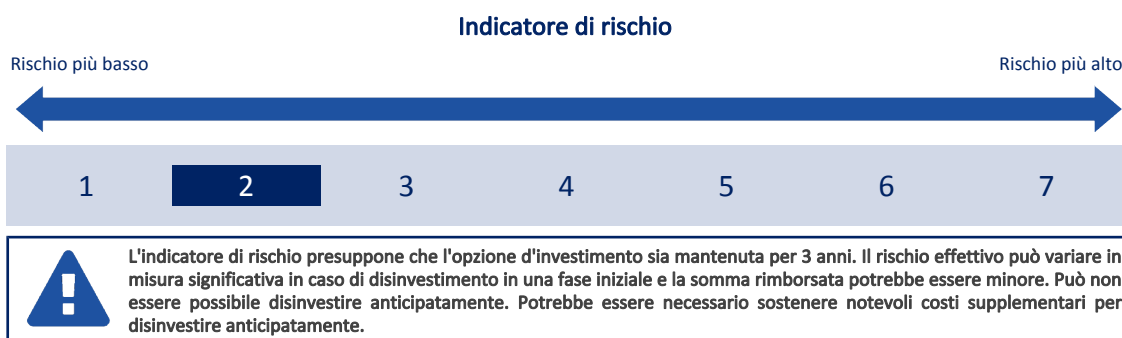 Indicatore di rischio
Rischio più basso
Rischio più alto
1 2 3 4 5 6 7
L'indicatore di rischio presuppone che l'opzione d'investimento sia mantenuta per 3 anni. Il rischio effettivo può variare in
misura significativa in caso di disinvestimento in una fase iniziale e la somma rimborsata potrebbe essere minore. Può non
essere possibile disinvestire anticipatamente. Potrebbe essere necessario sostenere notevoli costi supplementari per
disinvestire anticipatamente.